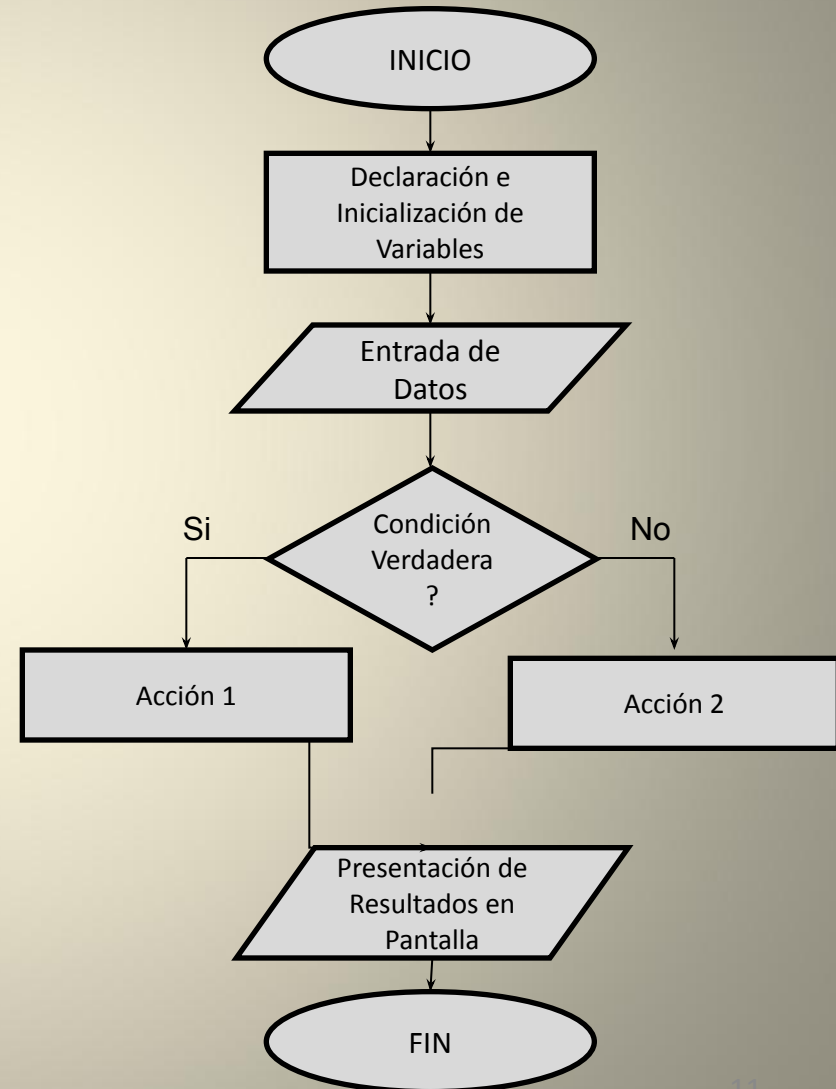 INICIO
Declaración e
Inicialización de
Variables
Entrada de
Datos
Condición
Verdadera
?
Si
No
Acción 1
Acción 2
Presentación de
Resultados en
Pantalla
FIN
11